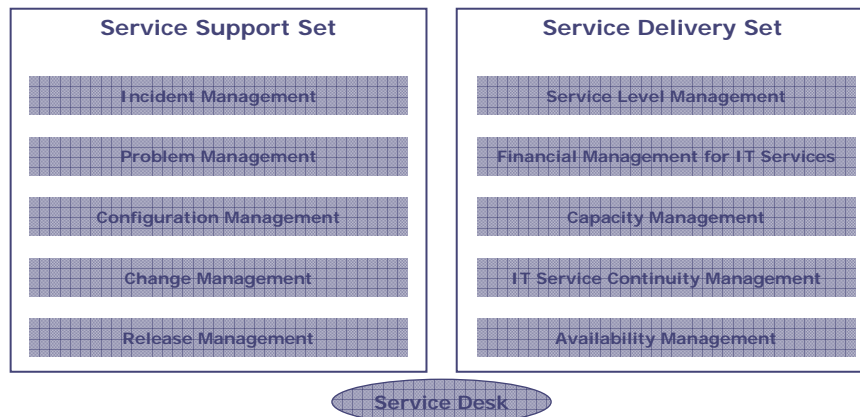 Service Support Set
Incident Management
Problem Management
Configuration Management
Change Management
Release Management
Service Delivery Set
Service Level Management
Financial Management for IT Services
Capacity Management
IT Service Continuity Management
Availability Management
Service Desk